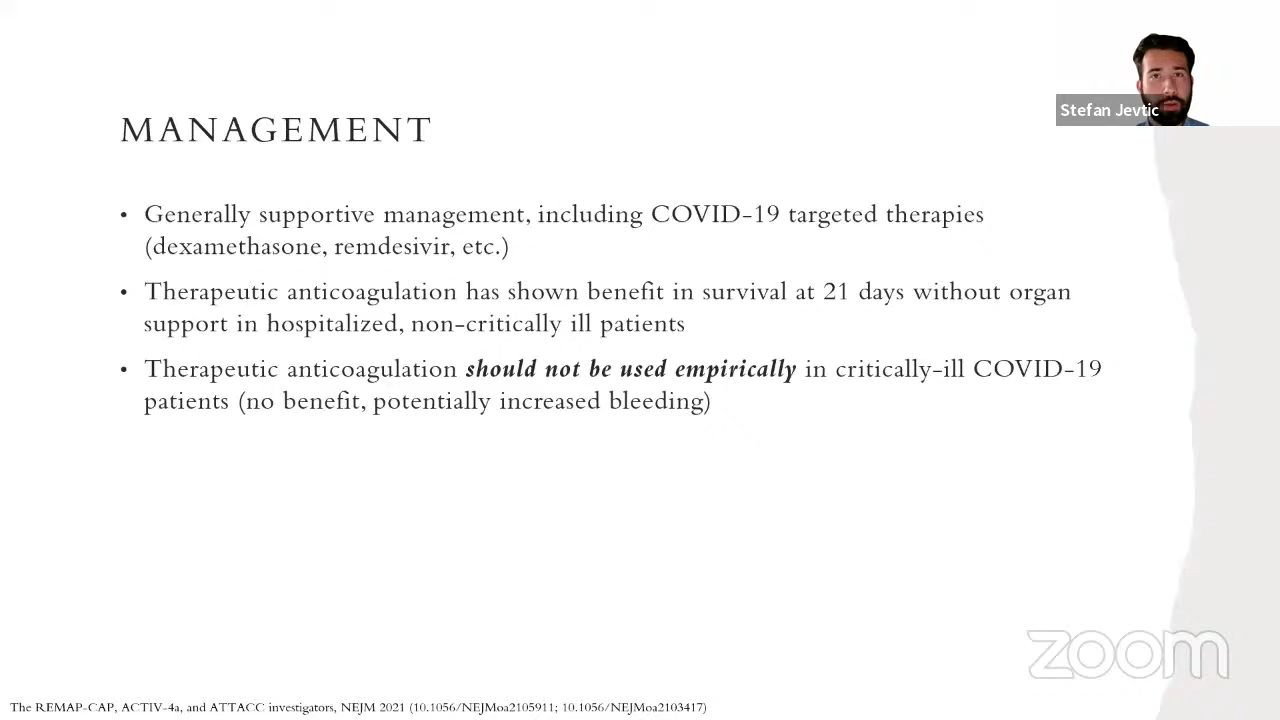 Stefan Jevtic
MANAGEMENT
• Generally supportive management, including COVID-19 targeted therapies
(dexamethasone, remdesivir, etc.)
• Therapeutic anticoagulation has shown benefit in survival at 21 days without organ
support in hospitalized, non-critically ill patients
• Therapeutic anticoagulation should not be used empirically in critically-ill COVID-19
patients (no benefit, potentially increased bleeding)
zoom
The REMAP-CAP, ACTIV-4a, and ATTACC investigators, NEJM 2021 (10.1056/NEJMoa2105911; 10.1056/NEJMoa2103417)